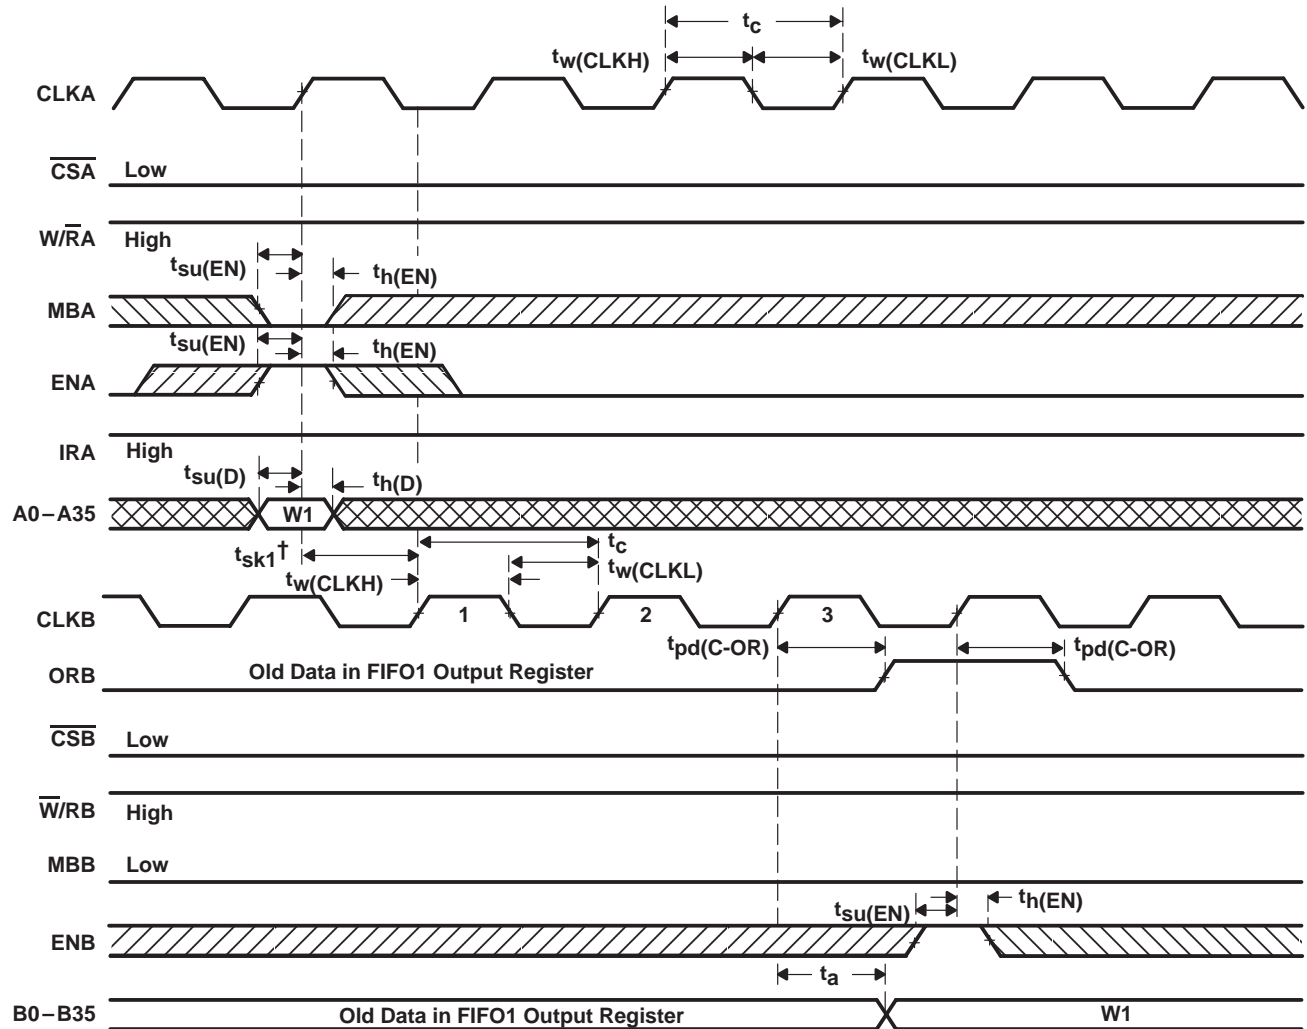 tc
tw(CLKH)
tw(CLKL)
CLKA
CSA
Low
W/RA
High
tsu(EN)
th(EN)
MBA
tsu(EN)
th(EN)
ENA
IRA
High
tsu(D)
th(D)
A0–A35
W1
tsk1†
tc
tw(CLKH)
tw(CLKL)
CLKB
1
2
3
tpd(C-OR)
tpd(C-OR)
ORB
Old Data in FIFO1 Output Register
CSB
Low
W/RB
High
MBB
Low
tsu(EN)
th(EN)
ENB
ta
B0–B35
Old Data in FIFO1 Output Register
W1